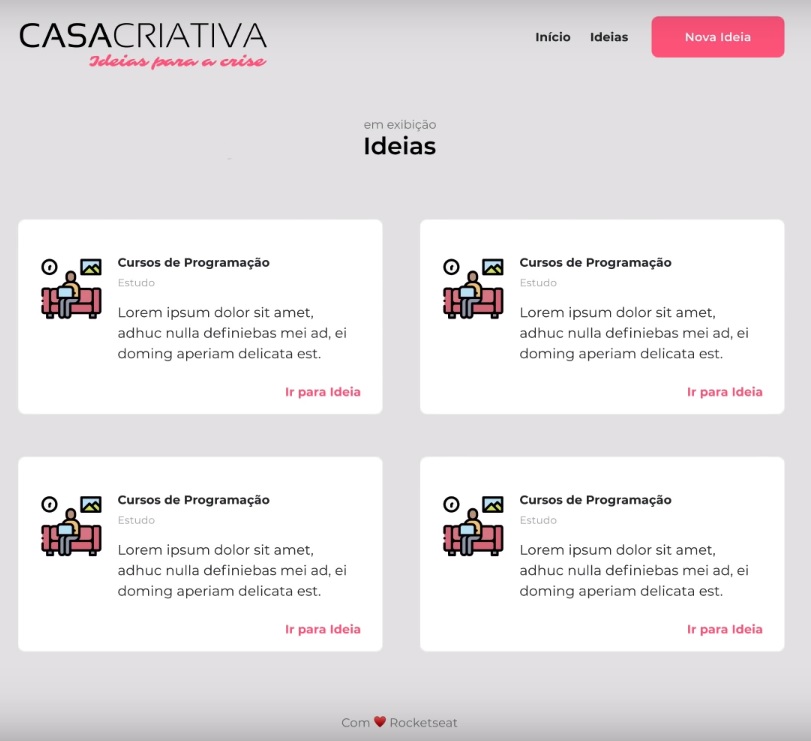 CASACRIATIVA
Ideias para a crise
Início Ideias Nova Ideia
em exibição
Ideias
Cursos de Programação
Estudo
Lorem ipsum dolor sit amet,
adhuc nulla definiebas mei ad, ei
doming aperiam delicata est.
Ir para Ideia
Cursos de Programação
Estudo
Lorem ipsum dolor sit amet,
adhuc nulla definiebas mei ad, ei
doming aperiam delicata est.
Ir para Ideia
Cursos de Programação
Estudo
Lorem ipsum dolor sit amet,
adhuc nulla definiebas mei ad, ei
doming aperiam delicata est.
Ir para Ideia
Cursos de Programação
Estudo
Lorem ipsum dolor sit amet,
adhuc nulla definiebas mei ad, ei
doming aperiam delicata est.
Ir para Ideia
Com ❤️ Rocketseat